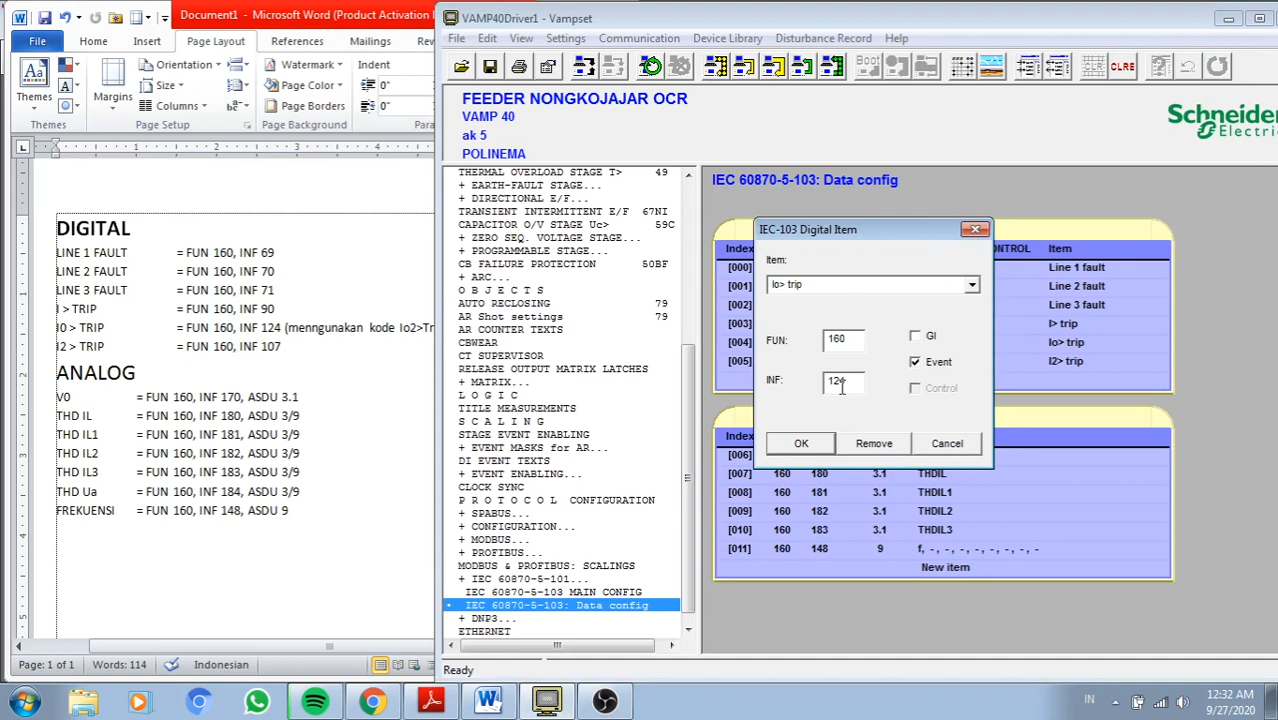 Document1 - Microsoft Word (Product Activation
File
Home
Insert
Page Layout
References
Mailings
Themes
Margins
Orientation
Size
Columns
Watermark
Page Color
Page Borders
Indent
0"
0"
Themes
Page Setup
Page Background
DIGITAL
LINE 1 FAULT = FUN 160, INF 69
LINE 2 FAULT = FUN 160, INF 70
LINE 3 FAULT = FUN 160, INF 71
I > TRIP = FUN 160, INF 90
I0 > TRIP = FUN 160, INF 124 (menngunakan kode Io2>Tr
I2 > TRIP = FUN 160, INF 107
ANALOG
V0 = FUN 160, INF 170, ASDU 3.1
THD IL = FUN 160, INF 180, ASDU 3/9
THD IL1 = FUN 160, INF 181, ASDU 3/9
THD IL2 = FUN 160, INF 182, ASDU 3/9
THD IL3 = FUN 160, INF 183, ASDU 3/9
THD Ua = FUN 160, INF 184, ASDU 3/9
FREKUENSI = FUN 160, INF 148, ASDU 9
Page: 1 of 1
Words: 114
Indonesian
VAMP40Driver1 - Vampset
File Edit View Settings Communication Device Library Disturbance Record Help
Boot
CLRE
FEEDER NONGKOJAJAR OCR
VAMP 40
ak 5
POLINEMA
Schneider
Electric
THERMAL OVERLOAD STAGE T> 49
+ EARTH-FAULT STAGE...
+ DIRECTIONAL E/F...
TRANSIENT INTERMITTENT E/F 67NI
CAPACITOR O/V STAGE Uc> 59C
+ ZERO SEQ. VOLTAGE STAGE...
+ PROGRAMMABLE STAGE...
CB FAILURE PROTECTION 50BF
+ ARC...
O B J E C T S
AUTO RECLOSING 79
AR Shot settings 79
AR COUNTER TEXTS
CBWEAR
CT SUPERVISOR
RELEASE OUTPUT MATRIX LATCHES
+ MATRIX...
L O G I C
TITLE MEASUREMENTS
S C A L I N G
STAGE EVENT ENABLING
+ EVENT MASKS for AR...
DI EVENT TEXTS
+ EVENT ENABLING...
CLOCK SYNC
P R O T O C O L CONFIGURATION
+ SPABUS...
+ CONFIGURATION...
+ MODBUS...
+ PROFIBUS...
MODBUS & PROFIBUS: SCALINGS
+ IEC 60870-5-101...
IEC 60870-5-103 MAIN CONFIG
IEC 60870-5-103: Data config
+ DNP3...
ETHERNET
Ready
IEC 60870-5-103: Data config
Index Item
[000] Line 1 fault
[001] Line 2 fault
[002] Line 3 fault
[003] I> trip
[004] Io> trip
[005] I2> trip
IEC-103 Digital Item
Item:
Io> trip
FUN: 160
GI
Event
INF:
Control
OK
Remove
Cancel
Index
[006]
[007] 160 180 3.1 THDIL
[008] 160 181 3.1 THDIL1
[009] 160 182 3.1 THDIL2
[010] 160 183 3.1 THDIL3
[011] 160 148 9 f, -, -, -, -, -, -, -
New item
IN
12:32 AM
9/27/2020